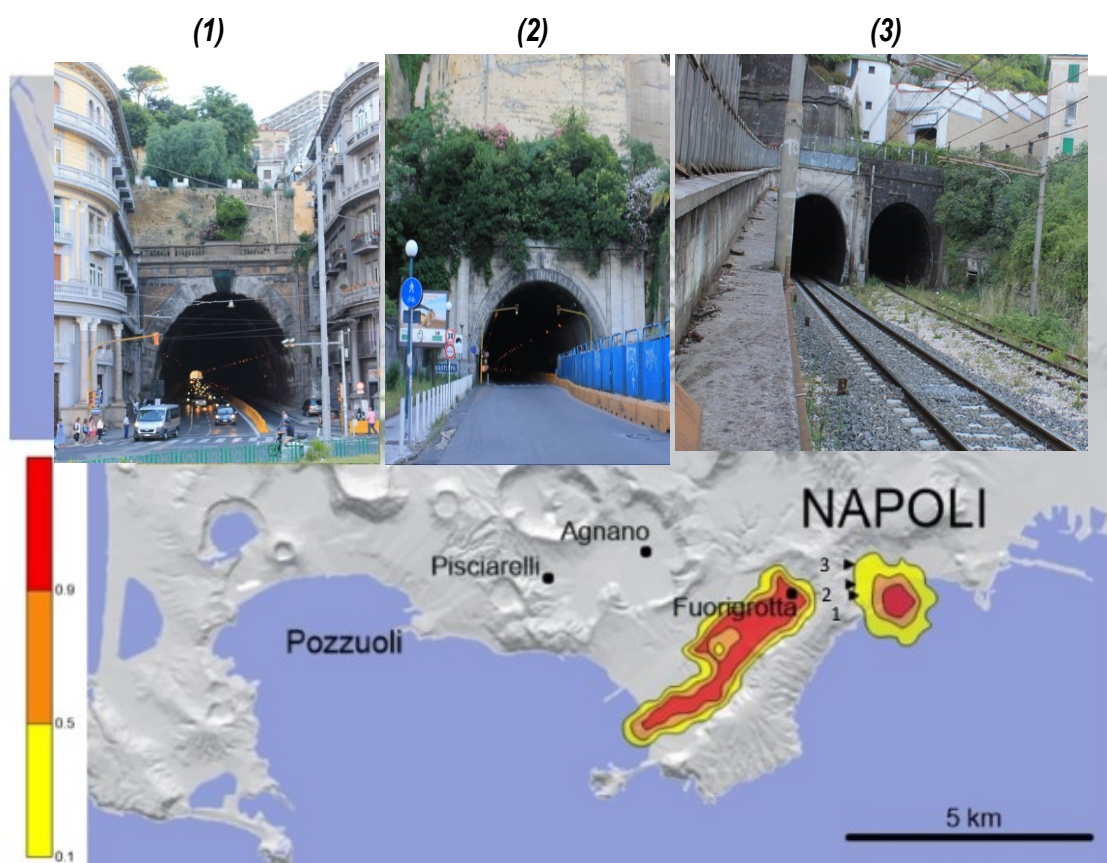 (1)
(2)
(3)
30
NAPOLI
Agnano
Pisciarelli
3
2
1
Fuorigrotta
Pozzuoli
0.9
0.5
0.1
5 km